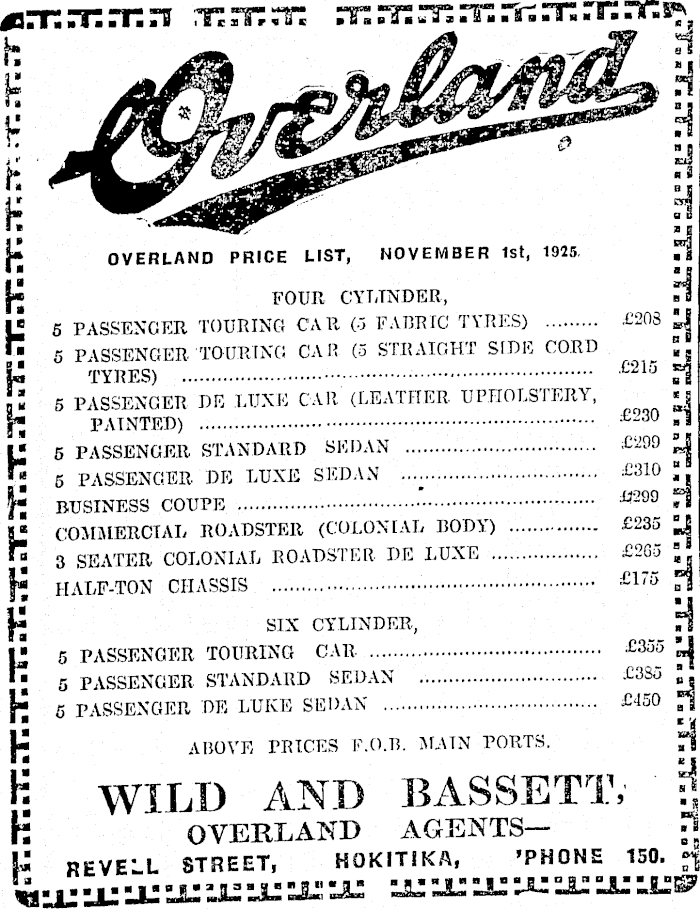 Overland
OVERLAND PRICE LIST, NOVEMBER 1st, 1925.
FOUR CYLINDER,
5 PASSENGER TOURING CAR (5 FABRIC TYRES) ......... £208
5 PASSENGER TOURING CAR (5 STRAIGHT SIDE CORD
TYRES) ............................................................... £215
5 PASSENGER DE LUXE CAR (LEATHER UPHOLSTERY,
PAINTED) ............................................................ £230
5 PASSENGER STANDARD SEDAN .............................. £299
5 PASSENGER DE LUXE SEDAN .............................. £310
BUSINESS COUPE ...................................................... £299
COMMERCIAL ROADSTER (COLONIAL BODY) .............. £235
3 SEATER COLONIAL ROADSTER DE LUXE ................. £265
HALF-TON CHASSIS .................................................. £175
SIX CYLINDER,
5 PASSENGER TOURING CAR .................................... £355
5 PASSENGER STANDARD SEDAN ............................ £385
5 PASSENGER DE LUKE SEDAN .................................. £450
ABOVE PRICES F.O.B. MAIN PORTS.
WILD AND BASSETT,
OVERLAND AGENTS—
REVELL STREET, HOKITIKA, 'PHONE 150.